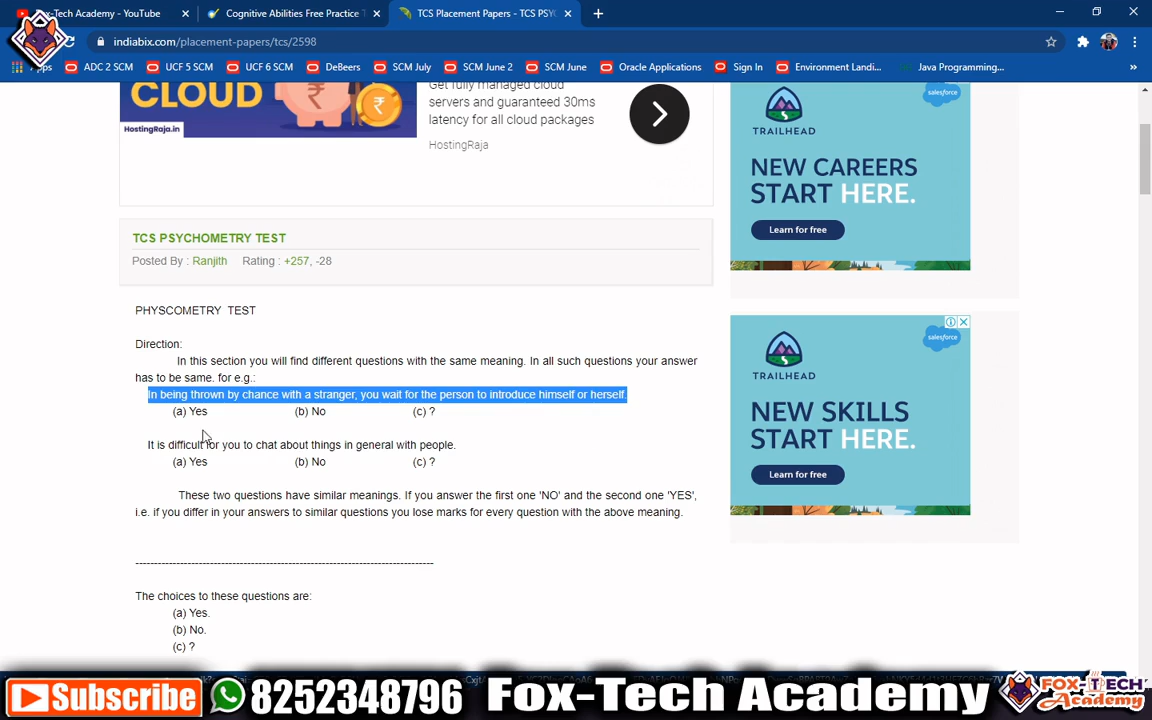 Fox-Tech Academy - YouTube
Cognitive Abilities Free Practice T
TCS Placement Papers - TCS PSY
indiabix.com/placement-papers/tcs/2598
Apps
ADC 2 SCM
UCF 5 SCM
UCF 6 SCM
DeBeers
SCM July
SCM June 2
SCM June
Oracle Applications
Sign In
Environment Landi...
Java Programming...
CLOUD
HostingRaja.in
Get fully managed cloud
servers and guaranteed 30ms
latency for all cloud packages
HostingRaja
salesforce
TRAILHEAD
NEW CAREERS
START HERE.
Learn for free
TCS PSYCHOMETRY TEST
Posted By : Ranjith Rating : +257, -28
PHYSCOMETRY TEST
Direction:
In this section you will find different questions with the same meaning. In all such questions your answer
has to be same. for e.g.:
In being thrown by chance with a stranger, you wait for the person to introduce himself or herself.
(a) Yes (b) No (c) ?
It is difficult for you to chat about things in general with people.
(a) Yes (b) No (c) ?
These two questions have similar meanings. If you answer the first one 'NO' and the second one 'YES',
i.e. if you differ in your answers to similar questions you lose marks for every question with the above meaning.
--------------------------------------------------------------------------------
The choices to these questions are:
(a) Yes.
(b) No.
(c) ?
salesforce
TRAILHEAD
NEW SKILLS
START HERE.
Learn for free
Subscribe
8252348796
Fox-Tech Academy
FOX-TECH
Academy